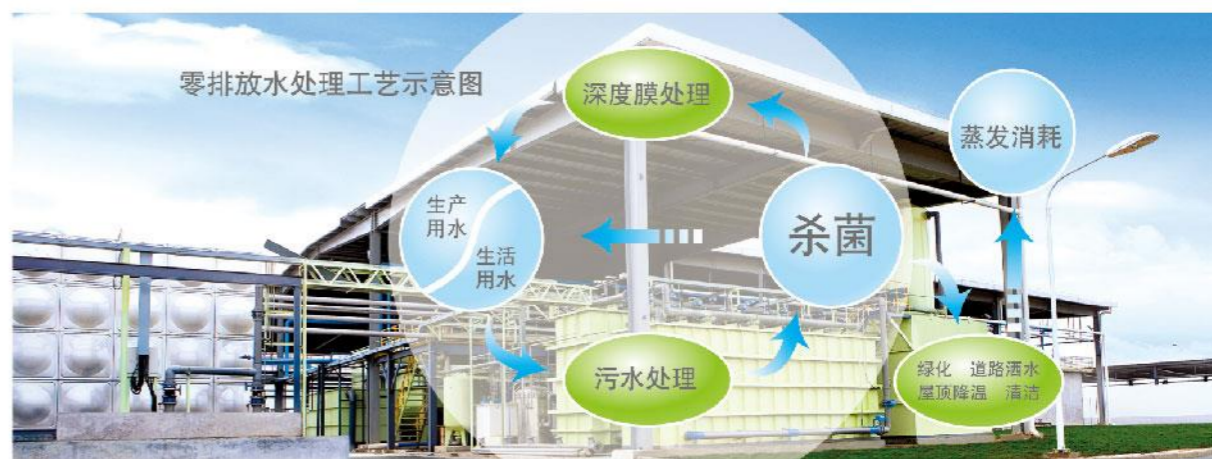 零排放水处理工艺示意图
深度膜处理
蒸发消耗
生产
用水
生活
用水
杀菌
污水处理
绿化 道路洒水
屋顶降温 清洁